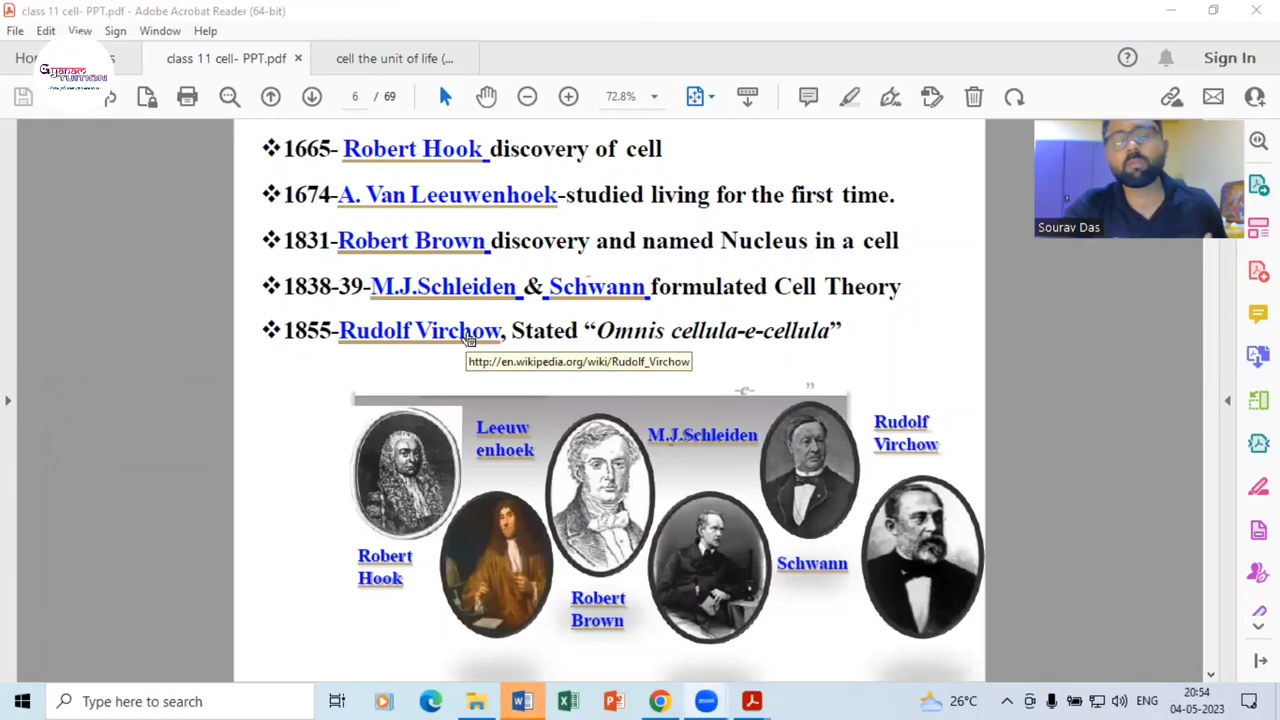 class 11 cell- PPT.pdf - Adobe Acrobat Reader (64-bit)
File Edit View Sign Window Help
class 11 cell- PPT.pdf × cell the unit of life (...
Sign In
Gyanam
TUITION
6 / 69
72.8%
❖1665- Robert Hook discovery of cell
❖1674-A. Van Leeuwenhoek-studied living for the first time.
❖1831-Robert Brown discovery and named Nucleus in a cell
❖1838-39-M.J.Schleiden & Schwann formulated Cell Theory
❖1855-Rudolf Virchow, Stated “Omnis cellula-e-cellula”
http://en.wikipedia.org/wiki/Rudolf_Virchow
-e- ”
Leeuw
enhoek
M.J.Schleiden
Rudolf
Virchow
Robert
Hook
Robert
Brown
Schwann
Sourav Das
Type here to search
zoom
26°C
ENG
20:54
04-05-2023